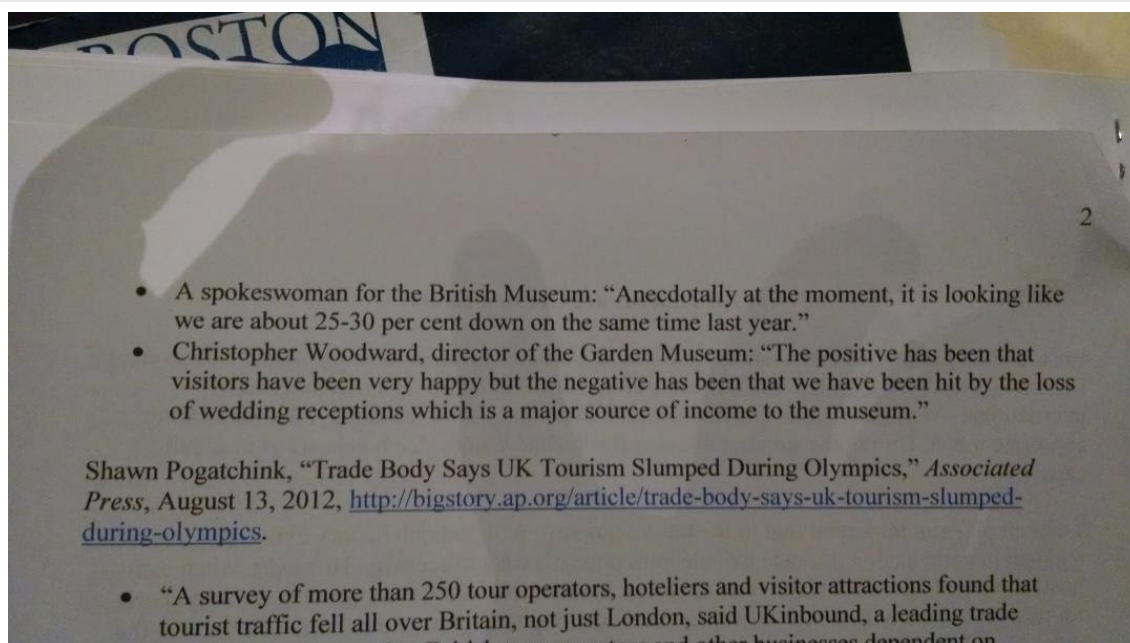 BOSTON
2
• A spokeswoman for the British Museum: “Anecdotally at the moment, it is looking like
we are about 25-30 per cent down on the same time last year.”
• Christopher Woodward, director of the Garden Museum: “The positive has been that
visitors have been very happy but the negative has been that we have been hit by the loss
of wedding receptions which is a major source of income to the museum.”
Shawn Pogatchink, “Trade Body Says UK Tourism Slumped During Olympics,” Associated
Press, August 13, 2012, http://bigstory.ap.org/article/trade-body-says-uk-tourism-slumped-
during-olympics.
• “A survey of more than 250 tour operators, hoteliers and visitor attractions found that
tourist traffic fell all over Britain, not just London, said UKinbound, a leading trade
and other businesses dependent on